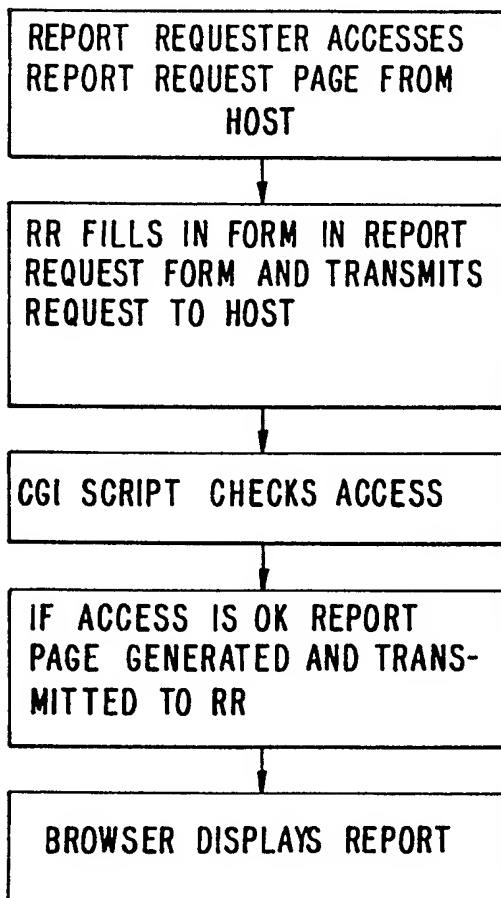 REPORT REQUESTER ACCESSES
REPORT REQUEST PAGE FROM
HOST
RR FILLS IN FORM IN REPORT
REQUEST FORM AND TRANSMITS
REQUEST TO HOST
CGI SCRIPT CHECKS ACCESS
IF ACCESS IS OK REPORT
PAGE GENERATED AND TRANS-
MITTED TO RR
BROWSER DISPLAYS REPORT